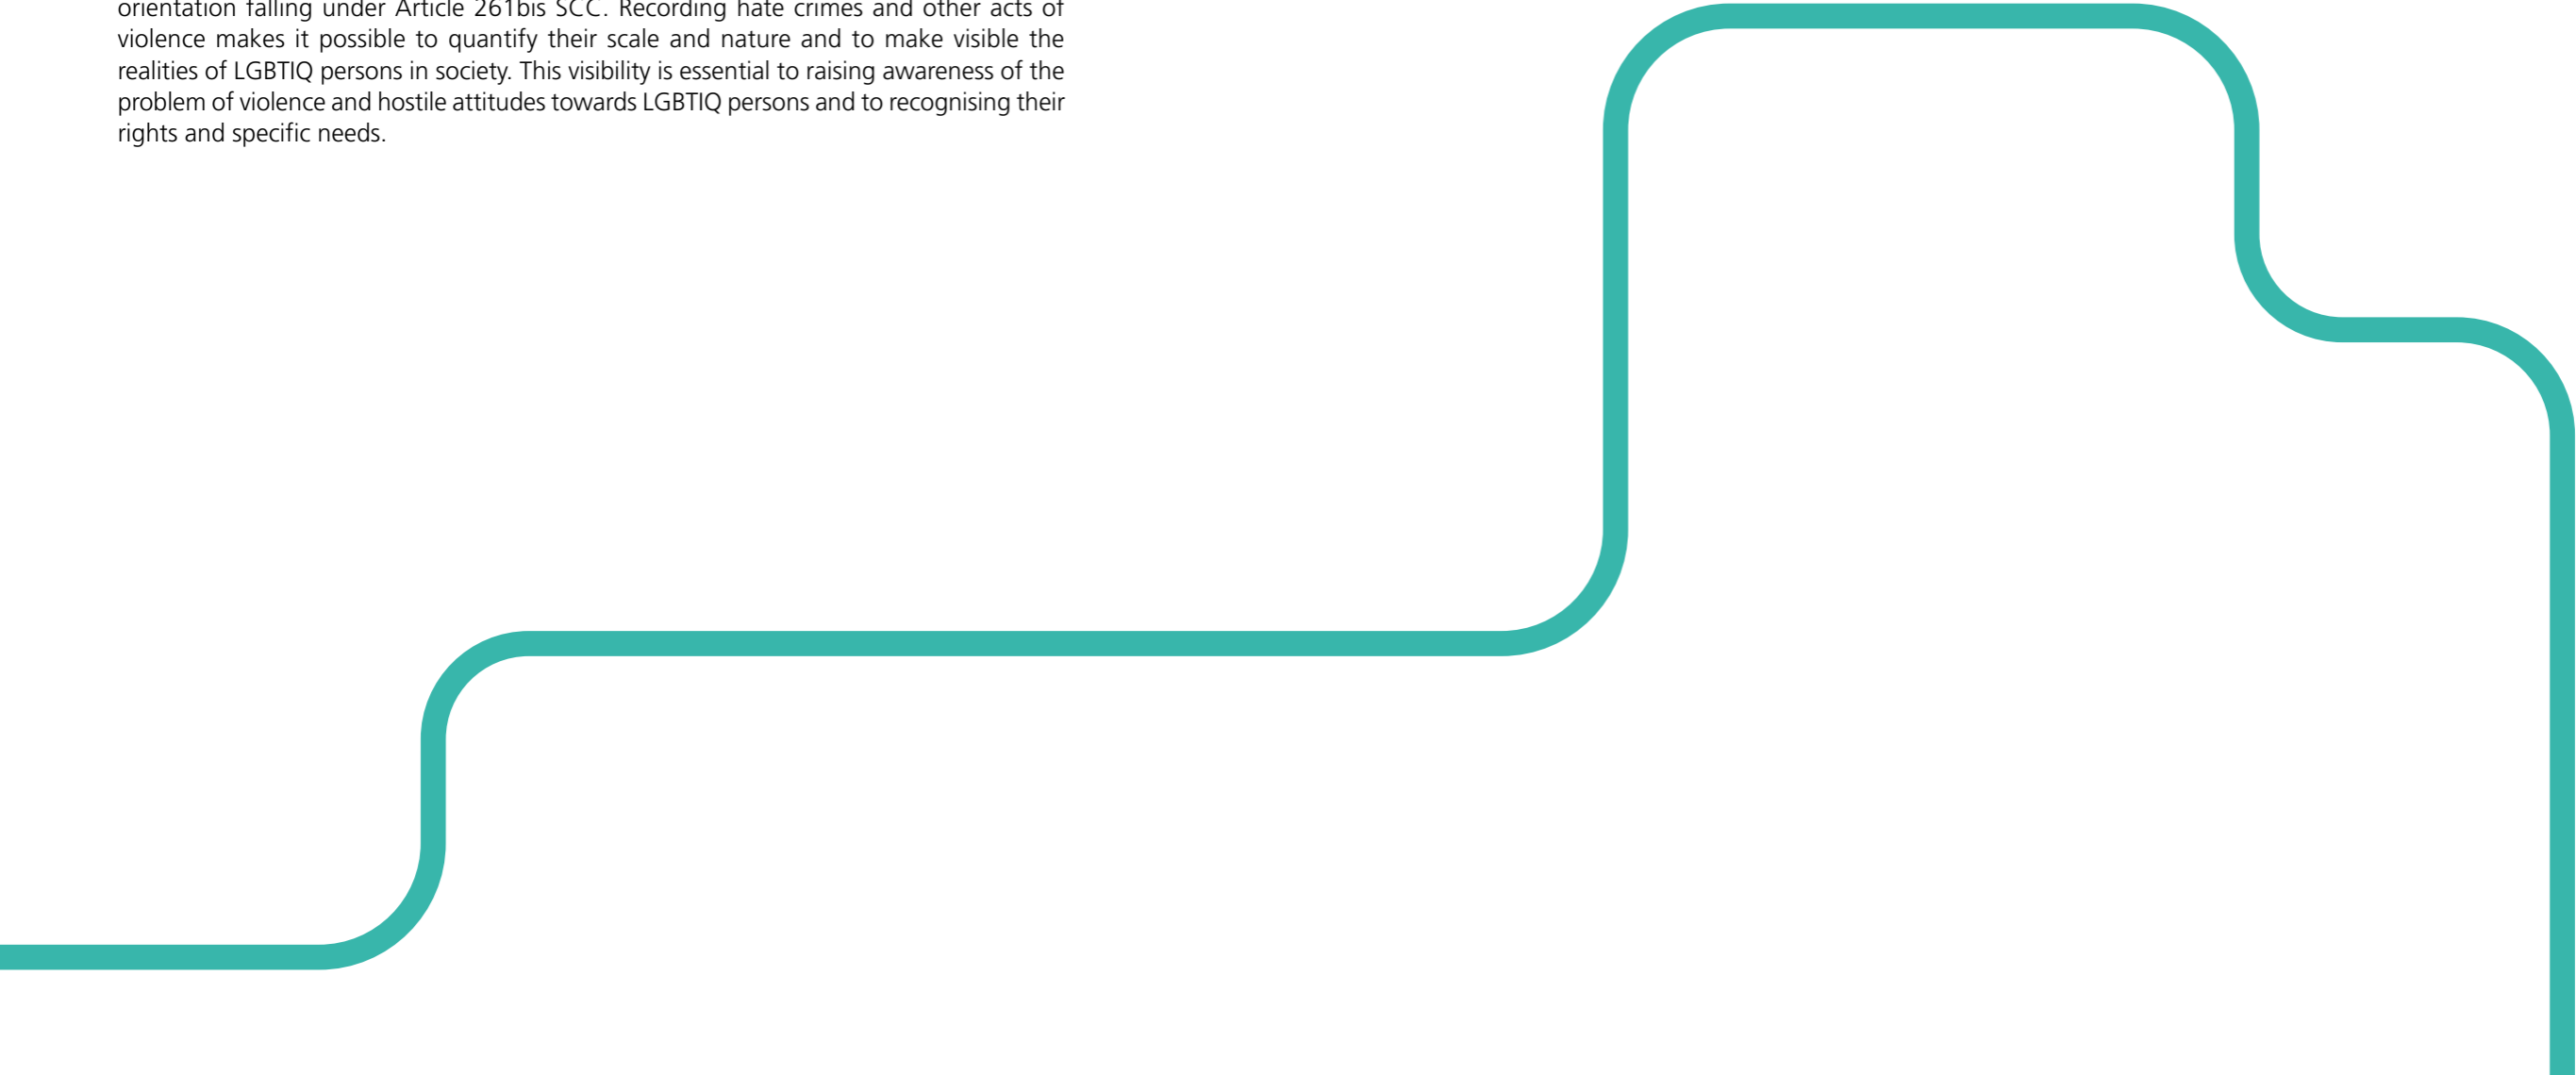 orientation falling under Article 261bis SCC. Recording hate crimes and other acts of
violence makes it possible to quantify their scale and nature and to make visible the
realities of LGBTIQ persons in society. This visibility is essential to raising awareness of the
problem of violence and hostile attitudes towards LGBTIQ persons and to recognising their
rights and specific needs.